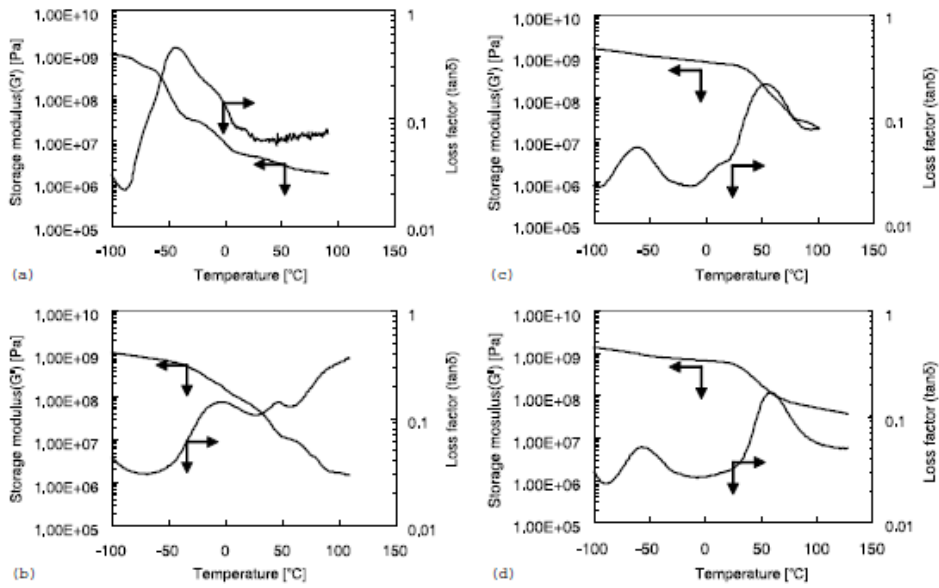 1,00E+10
1,00E+09
1,00E+08
1,00E+07
1,00E+06
1,00E+05
Storage modulus(G') [Pa]
1
0.1
0.01
Loss factor (tanδ)
-100 -50 0 50 100 150
Temperature [°C]
(a)
1,00E+10
1,00E+09
1,00E+08
1,00E+07
1,00E+06
1,00E+05
Storage modulus(G') [Pa]
1
0.1
0.01
Loss factor (tanδ)
-100 -50 0 50 100 150
Temperature [°C]
(c)
1,00E+10
1,00E+09
1,00E+08
1,00E+07
1,00E+06
1,00E+05
Storage modulus(G') [Pa]
1
0.1
0.01
Loss factor (tanδ)
-100 -50 0 50 100 150
Temperature [°C]
(b)
1,00E+10
1,00E+09
1,00E+08
1,00E+07
1,00E+06
1,00E+05
Storage mosulus(G') [Pa]
1
0.1
0.01
Loss factor (tanδ)
-100 -50 0 50 100 150
Temperature [°C]
(d)